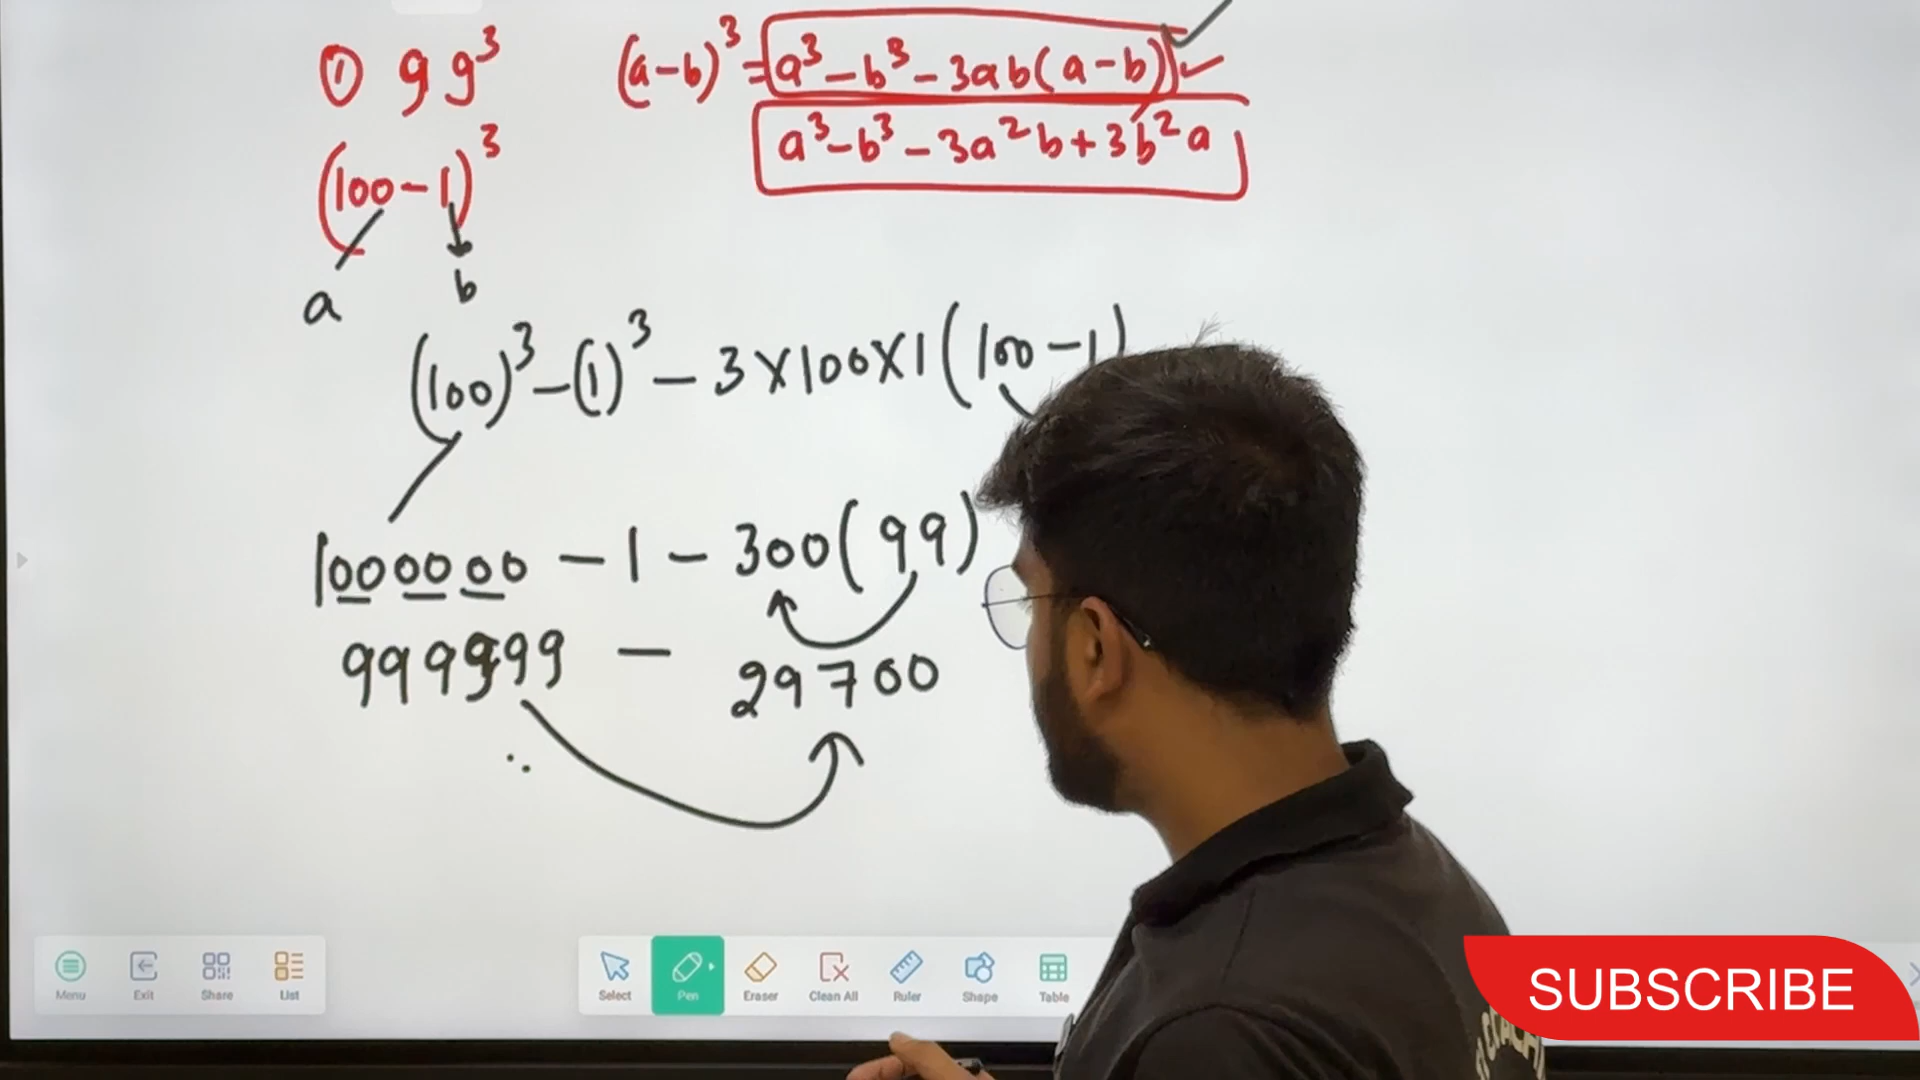 ① 99³ (a-b)³ = a³-b³-3ab(a-b)
(100-1)³ a³-b³-3a²b+3b²a
a b
(100)³-(1)³-3×100×1(100-1)
1000000-1-300(99)
999999 - 29700
Menu Exit Share List Select Pen Eraser Clean All Ruler Shape Table
SUBSCRIBE